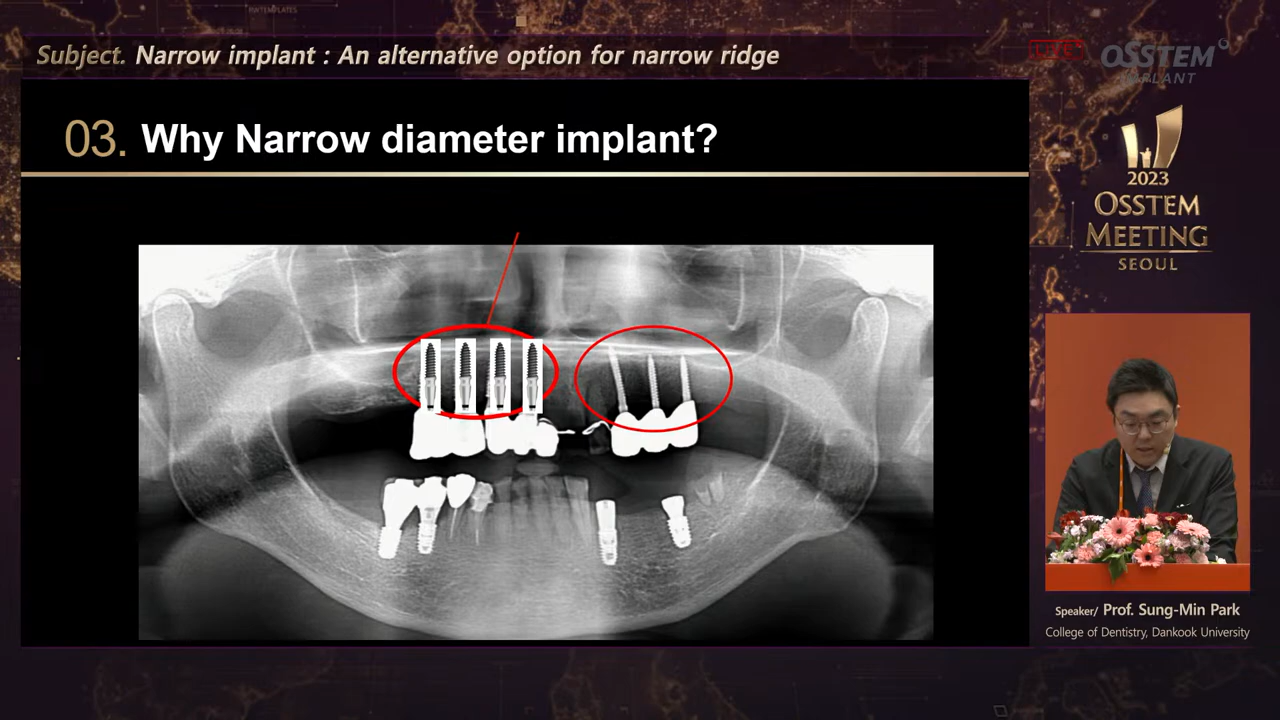 Subject. Narrow implant : An alternative option for narrow ridge
LIVE
OSSTEM
IMPLANT
03. Why Narrow diameter implant?
2023
OSSTEM
MEETING
SEOUL
Speaker/ Prof. Sung-Min Park
College of Dentistry, Dankook University